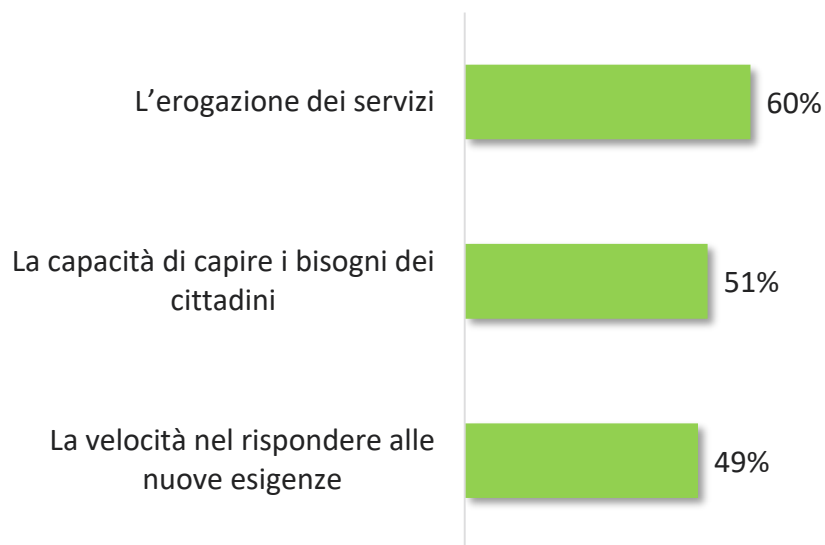 L’erogazione dei servizi
60%
La capacità di capire i bisogni dei
cittadini
51%
La velocità nel rispondere alle
nuove esigenze
49%